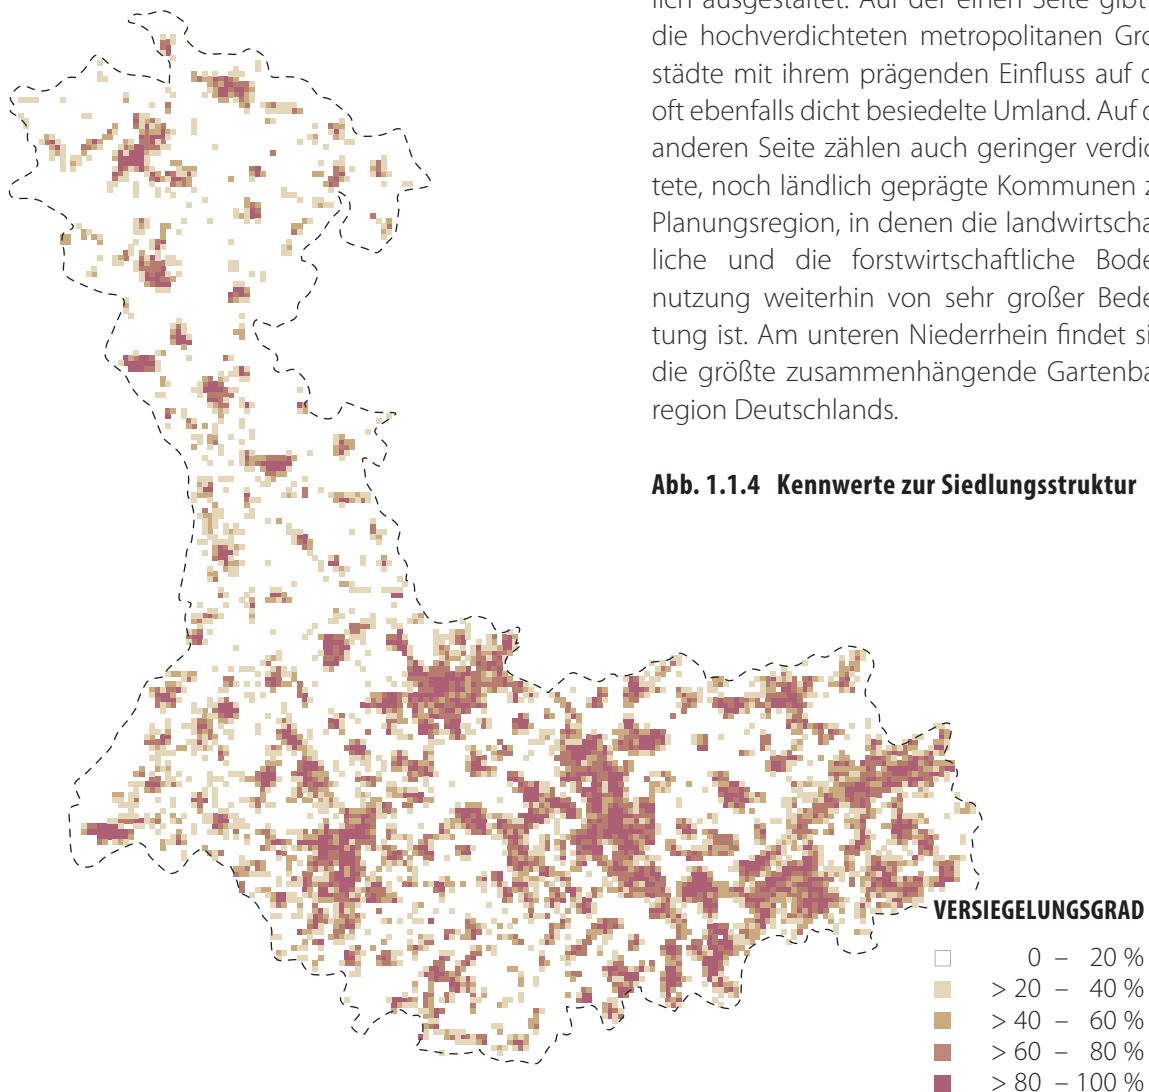 lich ausgestaltet. Auf der einen Seite gibt
die hochverdichteten metropolitanen Gro
städte mit ihrem prägenden Einfluss auf
oft ebenfalls dicht besiedelte Umland. Auf
anderen Seite zählen auch geringer verdic
tete, noch ländlich geprägte Kommunen
Planungsregion, in denen die landwirtscha
liche und die forstwirtschaftliche Bode
nutzung weiterhin von sehr großer Bede
tung ist. Am unteren Niederrhein findet si
die größte zusammenhängende Gartenba
region Deutschlands.
Abb. 1.1.4 Kennwerte zur Siedlungsstruktur
VERSIEGELUNGSGRAD
0 – 20 %
> 20 – 40 %
> 40 – 60 %
> 60 – 80 %
> 80 – 100 %